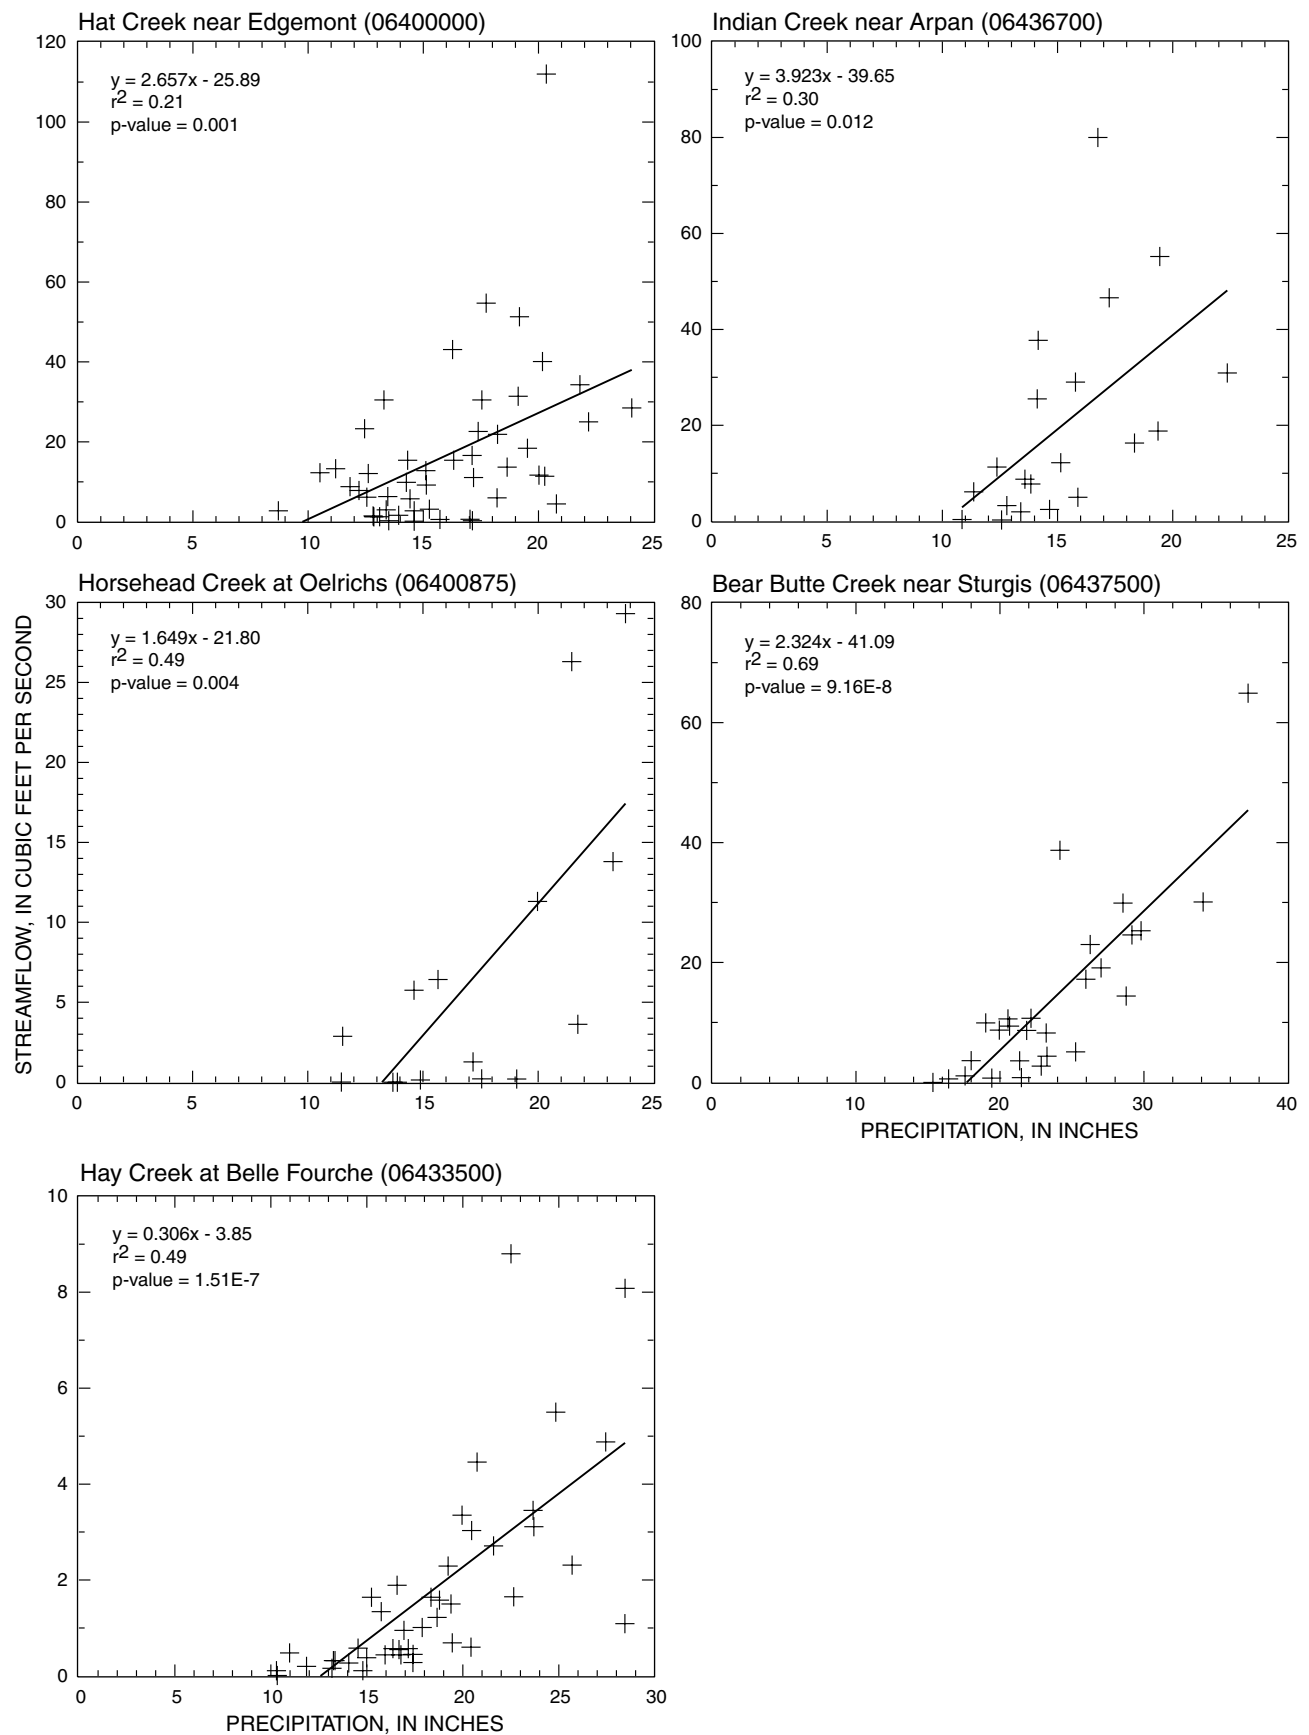 Hat Creek near Edgemont (06400000)
y = 2.657x - 25.89
r2 = 0.21
p-value = 0.001
120
100
80
60
40
20
0
0 5 10 15 20 25
Indian Creek near Arpan (06436700)
y = 3.923x - 39.65
r2 = 0.30
p-value = 0.012
100
80
60
40
20
0
0 5 10 15 20 25
STREAMFLOW, IN CUBIC FEET PER SECOND
Horsehead Creek at Oelrichs (06400875)
y = 1.649x - 21.80
r2 = 0.49
p-value = 0.004
30
25
20
15
10
5
0
0 5 10 15 20 25
Bear Butte Creek near Sturgis (06437500)
y = 2.324x - 41.09
r2 = 0.69
p-value = 9.16E-8
80
60
40
20
0
0 10 20 30 40
PRECIPITATION, IN INCHES
Hay Creek at Belle Fourche (06433500)
y = 0.306x - 3.85
r2 = 0.49
p-value = 1.51E-7
10
8
6
4
2
0
0 5 10 15 20 25 30
PRECIPITATION, IN INCHES